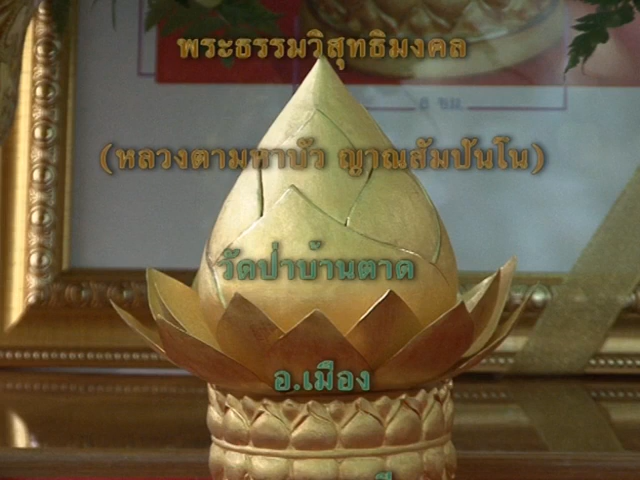 พระธรรมวิสุทธิมงคล
(หลวงตามหาบัว ญาณสัมปันโน)
วัดป่าบ้านตาด
อ.เมือง